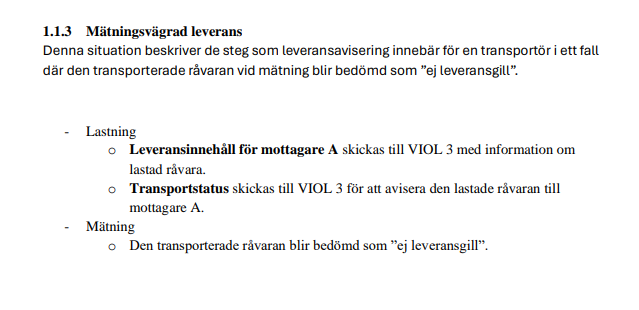 1.1.3 Mätningsvägrad leverans
Denna situation beskriver de steg som leveransavisering innebär för en transportör i ett fall
där den transporterade råvaran vid mätning blir bedömd som ”ej leveransgill”.
- Lastning
o Leveransinnehåll för mottagare A skickas till VIOL 3 med information om
lastad råvara.
o Transportstatus skickas till VIOL 3 för att avisera den lastade råvaran till
mottagare A.
- Mätning
o Den transporterade råvaran blir bedömd som ”ej leveransgill”.